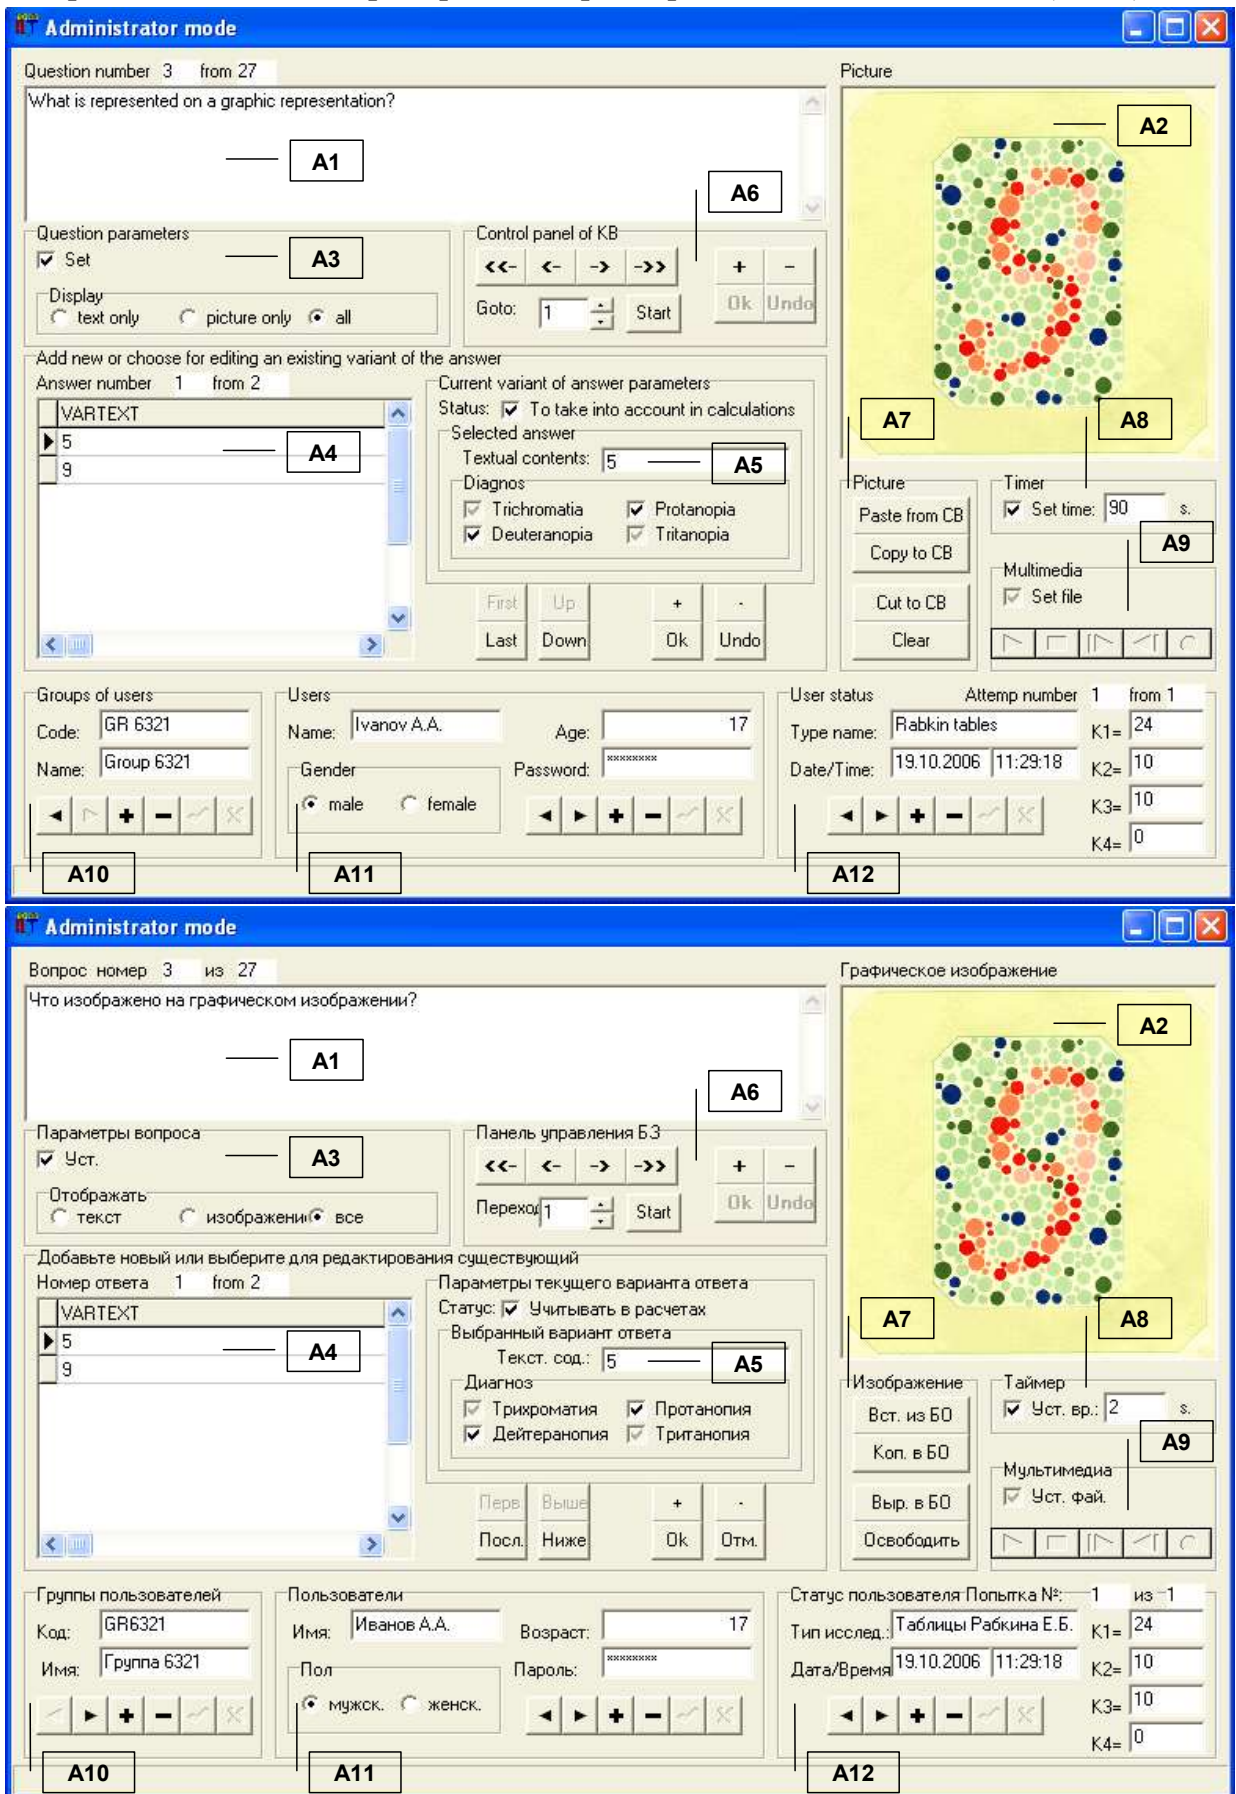 Administrator mode
Question number 3 from 27
Picture
What is represented on a graphic representation?
A1
A2
A6
Question parameters
Set
A3
Display
text only picture only all
Control panel of KB
<<- <- -> ->> + -
Goto: 1 Start Ok Undo
Add new or choose for editing an existing variant of the answer
Answer number 1 from 2
VARTEXT
5
9
A4
Current variant of answer parameters
Status: To take into account in calculations
Selected answer
Textual contents: 5
A5
Diagnos
Trichromatia Protanopia
Deuteranopia Tritanopia
First Up + -
Last Down Ok Undo
A7
A8
Picture
Paste from CB
Copy to CB
Cut to CB
Clear
Timer
Set time: 90 s.
A9
Multimedia
Set file
Groups of users
Code: GR 6321
Name: Group 6321
A10
Users
Name: Ivanov A.A.
Age: 17
Gender
male female
Password: ********
A11
User status Attemp number 1 from 1
Type name: Rabkin tables K1= 24
Date/Time: 19.10.2006 11:29:18 K2= 10
K3= 10
K4= 0
A12
Administrator mode
Вопрос номер 3 из 27
Графическое изображение
Что изображено на графическом изображении?
A1
A2
A6
Параметры вопроса
Уст.
A3
Отображать
текст изображени все
Панель управления БЗ
<<- <- -> ->> + -
Перехо 1 Start Ok Undo
Добавьте новый или выберите для редактирования существующий
Номер ответа 1 from 2
VARTEXT
5
9
A4
Параметры текущего варианта ответа
Статус: Учитывать в расчетах
Выбранный вариант ответа
Текст. сод.: 5
A5
Диагноз
Трихроматия Протанопия
Дейтеранопия Тританопия
Перв. Выше + -
Посл. Ниже Ok Отм.
A7
A8
Изображение
Вст. из БО
Коп. в БО
Выр. в БО
Освободить
Таймер
Уст. вр.: 2 s.
A9
Мультимедиа
Уст. фай.
Группы пользователей
Код: GR6321
Имя: Группа 6321
A10
Пользователи
Имя: Иванов А.А.
Возраст: 17
Пол
мужск. женск.
Пароль: ********
A11
Статус пользователя Попытка №: 1 из 1
Тип исслед.: Таблицы Рабкина Е.Б. K1= 24
Дата/Время 19.10.2006 11:29:18 K2= 10
K3= 10
K4= 0
A12